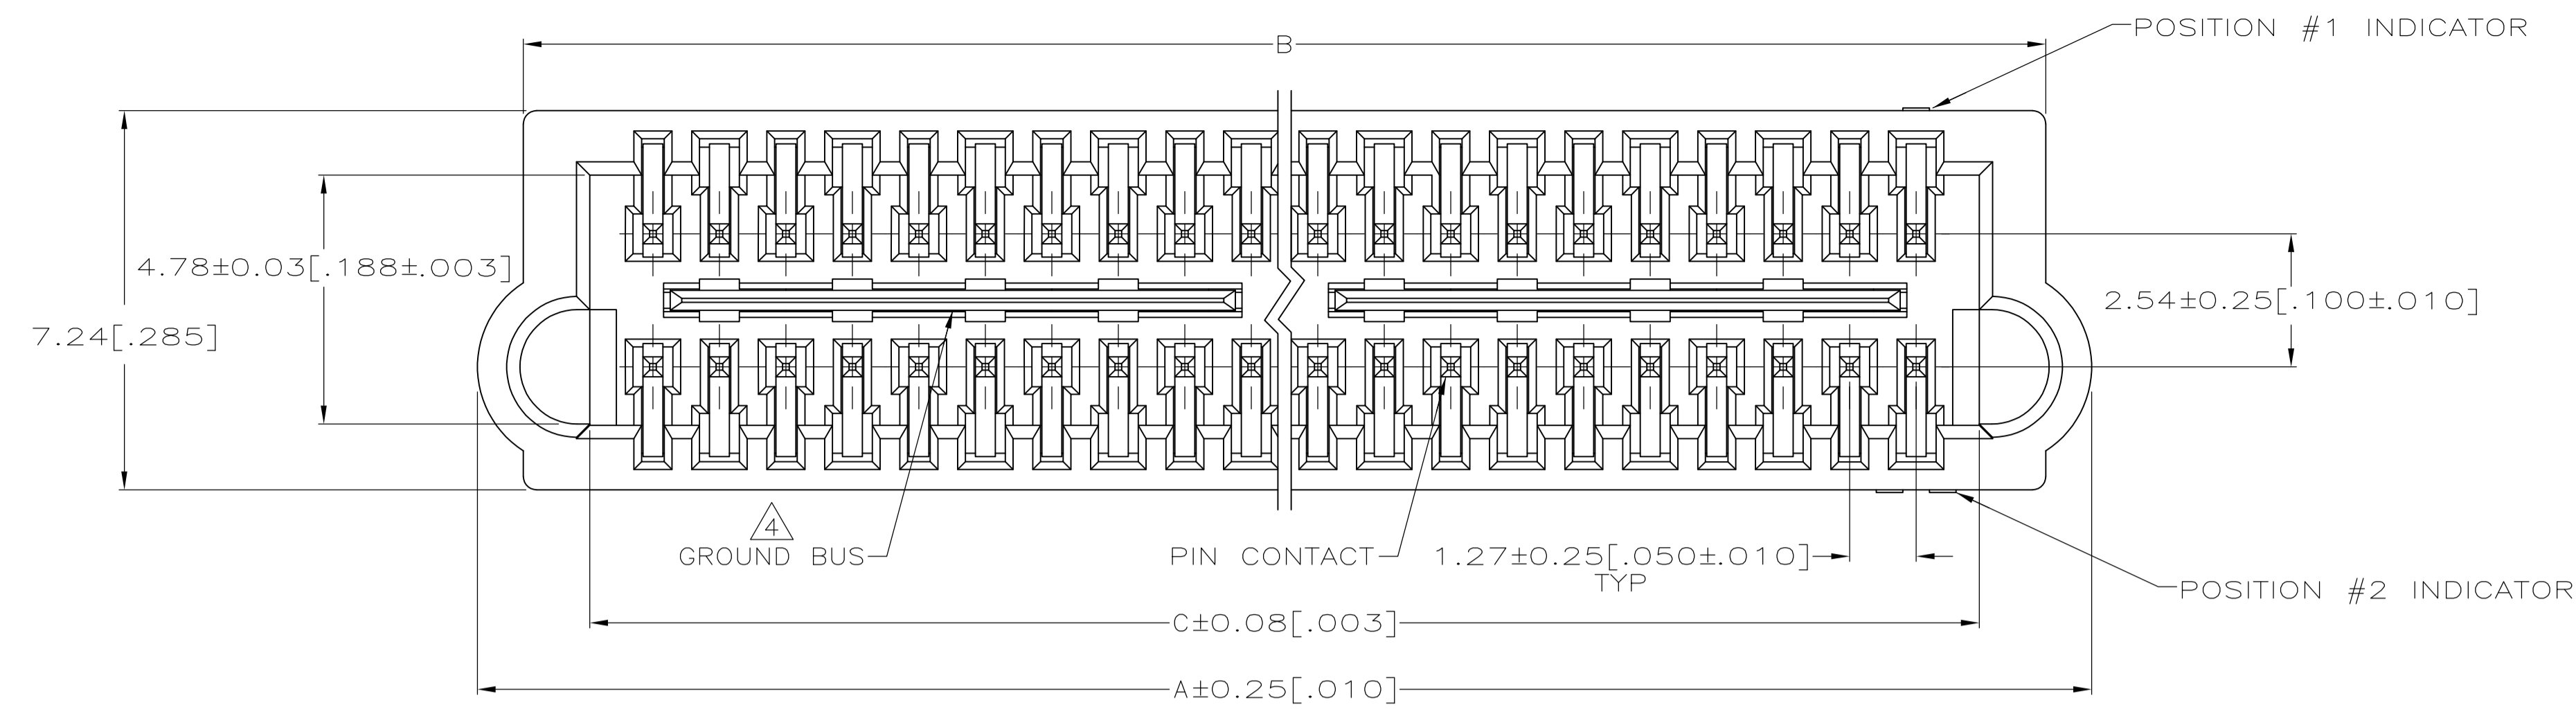 POSITION #1 INDICATOR
B
4.78±0.03[.188±.003]
2.54±0.25[.100±.010]
7.24[.285]
4
GROUND BUS
PIN CONTACT
1.27±0.25[.050±.010]
TYP
POSITION #2 INDICATOR
C±0.08[.003]
A±0.25[.010]